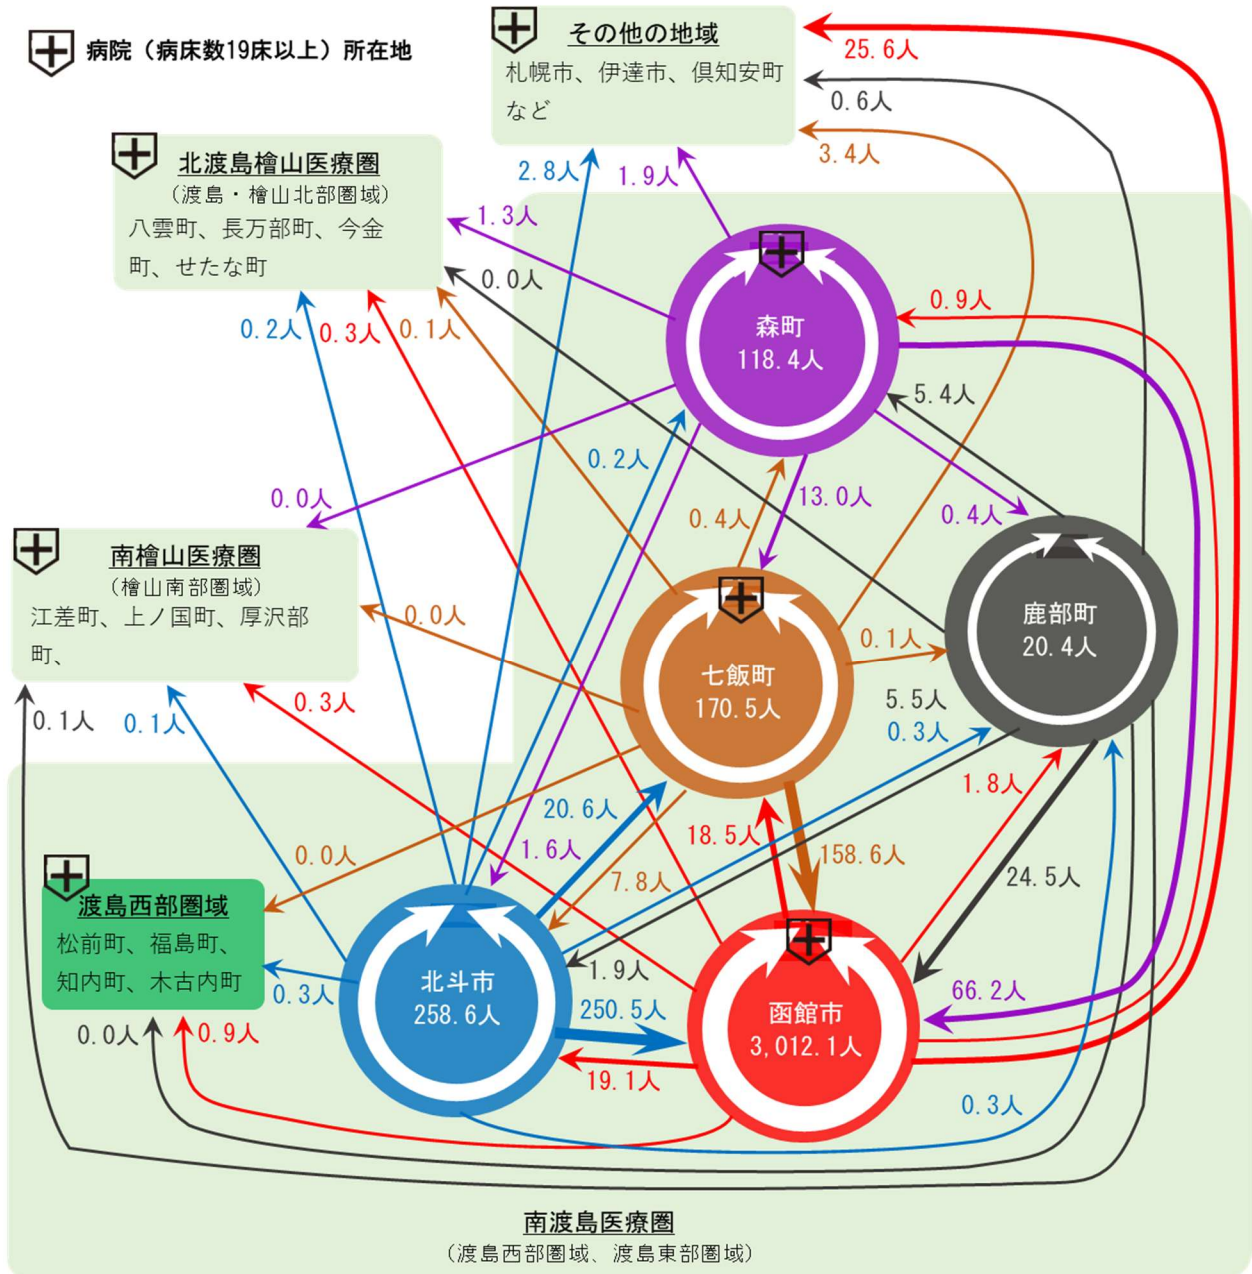 病院（病床数19床以上）所在地
その他の地域
札幌市、伊達市、倶知安町
など
25.6人
0.6人
3.4人
北渡島檜山医療圏
（渡島・檜山北部圏域）
八雲町、長万部町、今金
町、せたな町
2.8人
1.9人
1.3人
0.0人
0.2人
0.3人
0.1人
森町
118.4人
0.9人
5.4人
0.2人
0.0人
0.4人
13.0人
0.4人
南檜山医療圏
（檜山南部圏域）
江差町、上ノ国町、厚沢部
町、
0.0人
七飯町
170.5人
0.1人
鹿部町
20.4人
0.1人
0.1人
0.3人
5.5人
0.3人
20.6人
1.8人
18.5人
1.6人
0.0人
7.8人
158.6人
24.5人
渡島西部圏域
松前町、福島町、
知内町、木古内町
0.3人
北斗市
258.6人
1.9人
250.5人
函館市
3,012.1人
66.2人
0.0人
0.9人
19.1人
0.3人
南渡島医療圏
（渡島西部圏域、渡島東部圏域）